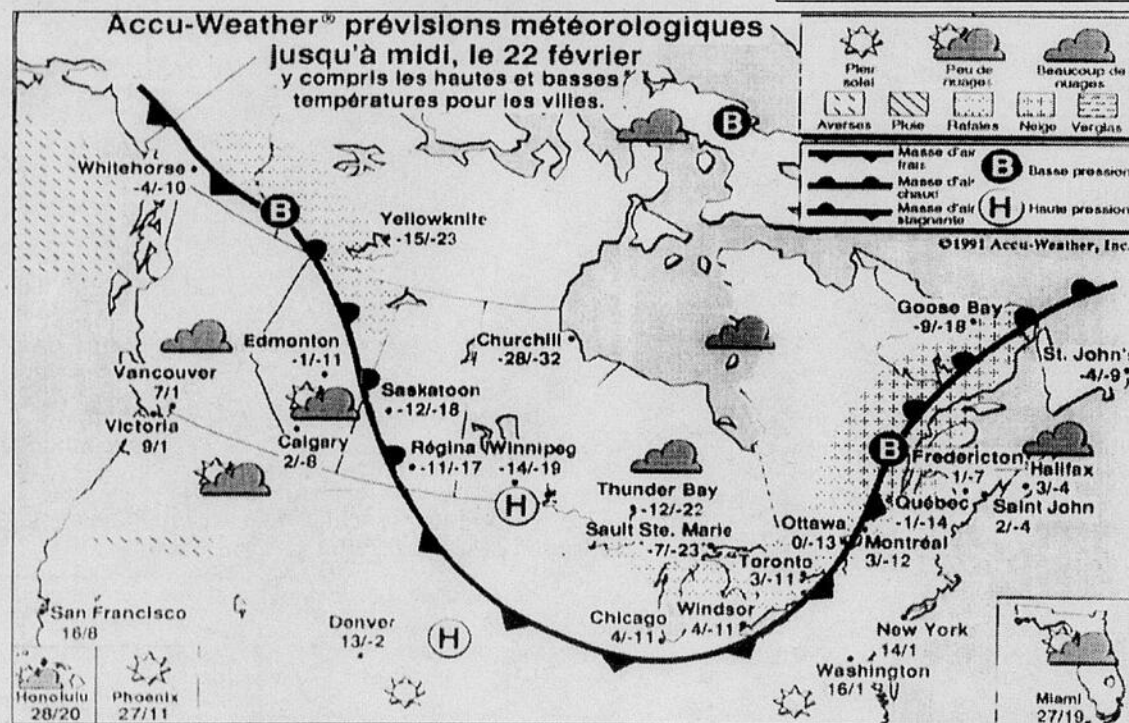 Accu-Weather® prévisions météorologiques
jusqu'à midi, le 22 février
y compris les hautes et basses
températures pour les villes.
Plein
soleil
Peu de
nuages
Beaucoup de
nuages
Averses
Pluie
Rafales
Neige
Verglas
Masse d'air
frais
Masse d'air
chaud
Masse d'air
stagnante
B
Basse pression
H
Haute pression
©1991 Accu-Weather, Inc.
B
Whitehorse
-4/-10
B
Yellowknife
-15/-23
Goose Bay
-9/-18
Edmonton
-1/-11
Churchill
-28/-32
St. John's
-4/-9
Vancouver
7/1
Saskatoon
-12/-18
Victoria
9/1
Calgary
2/-8
Régina
-11/-17
Winnipeg
-14/-19
H
B
Fredericton
1/-7
Halifax
3/-4
Thunder Bay
-12/-22
Québec
-1/-14
Saint John
2/-4
Sault Ste. Marie
-7/-23
Ottawa
0/-13
Montréal
3/-12
Toronto
3/-11
San Francisco
16/8
Denver
13/-2
H
Chicago
4/-11
Windsor
4/-11
New York
14/1
Washington
16/1
Honolulu
28/20
Phoenix
27/11
Miami
27/19